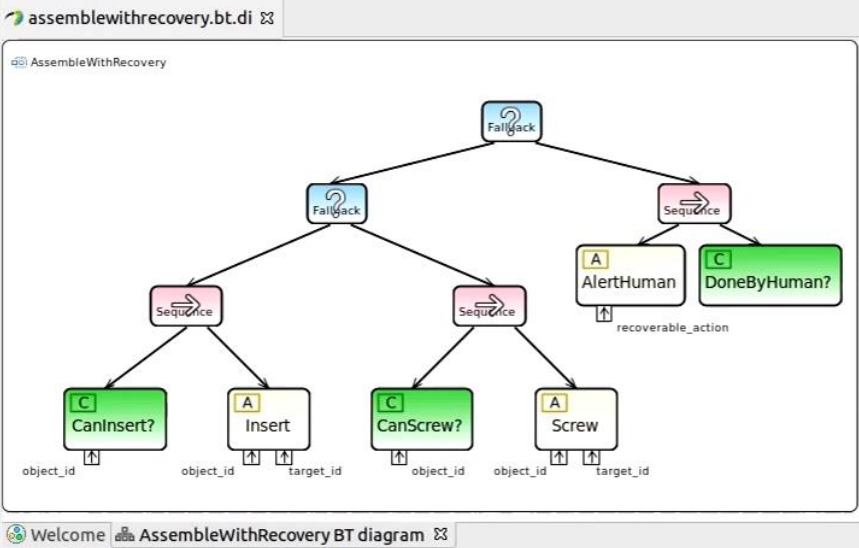 assemblewithrecovery.bt.di
AssembleWithRecovery
?
Fallback
?
Fallback
Sequence
A
AlertHuman
C
DoneByHuman?
recoverable_action
Sequence
Sequence
C
CanInsert?
A
Insert
C
CanScrew?
A
Screw
object_id
object_id
target_id
object_id
object_id
target_id
Welcome
AssembleWithRecovery BT diagram